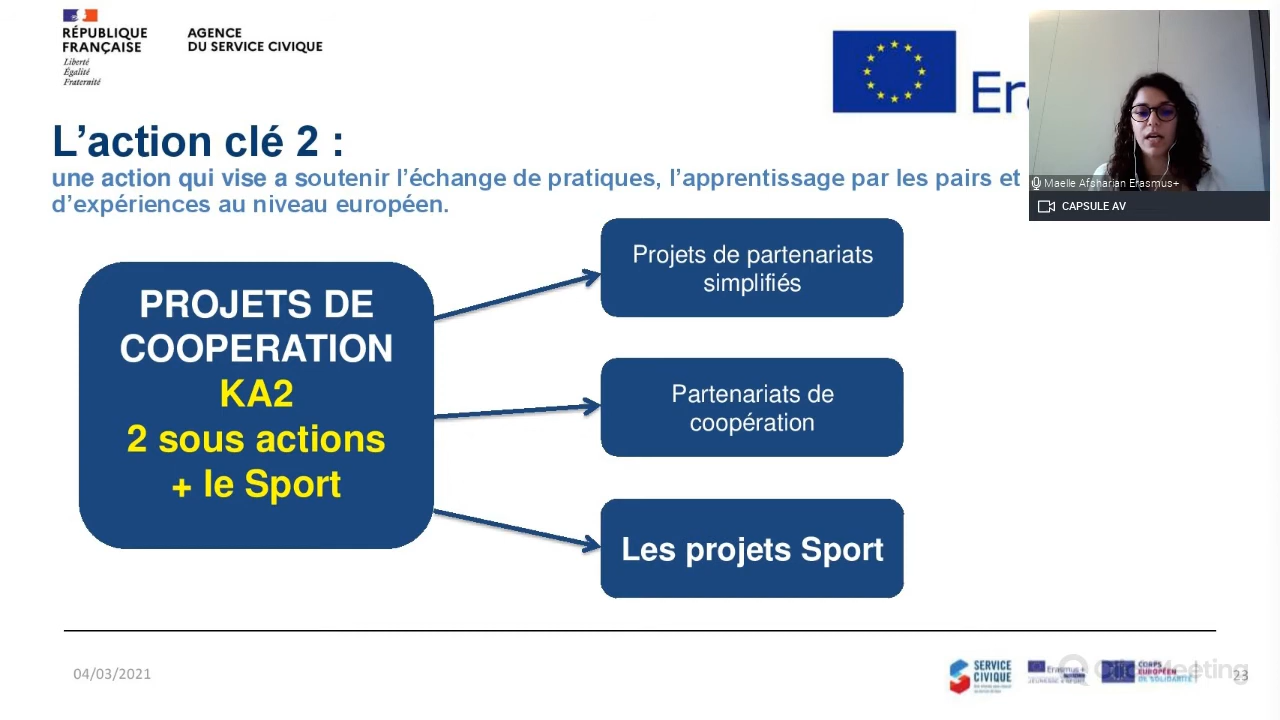 RÉPUBLIQUE
FRANÇAISE
Liberté
Égalité
Fraternité
AGENCE
DU SERVICE CIVIQUE
Maelle Afsharian Erasmus+
CAPSULE AV
L’action clé 2 :
une action qui vise a soutenir l’échange de pratiques, l’apprentissage par les pairs et
d’expériences au niveau européen.
PROJETS DE
COOPERATION
KA2
2 sous actions
+ le Sport
Projets de partenariats
simplifiés
Partenariats de
coopération
Les projets Sport
04/03/2021
SERVICE
CIVIQUE
Erasmus +
CORPS
EUROPÉEN
DE SOLIDARITÉ
ClickMeeting
23